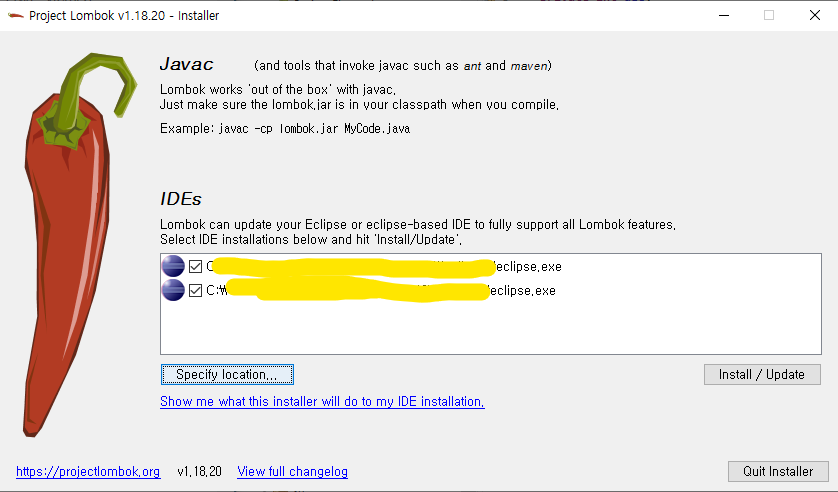 Project Lombok v1.18.20 - Installer
Javac (and tools that invoke javac such as ant and maven)
Lombok works 'out of the box' with javac.
Just make sure the lombok.jar is in your classpath when you compile.
Example: javac -cp lombok.jar MyCode.java
IDEs
Lombok can update your Eclipse or eclipse-based IDE to fully support all Lombok features.
Select IDE installations below and hit 'Install/Update'.
eclipse.exe
C:\ eclipse.exe
Specify location...
Install / Update
Show me what this installer will do to my IDE installation.
https://projectlombok.org v1.18.20 View full changelog
Quit Installer